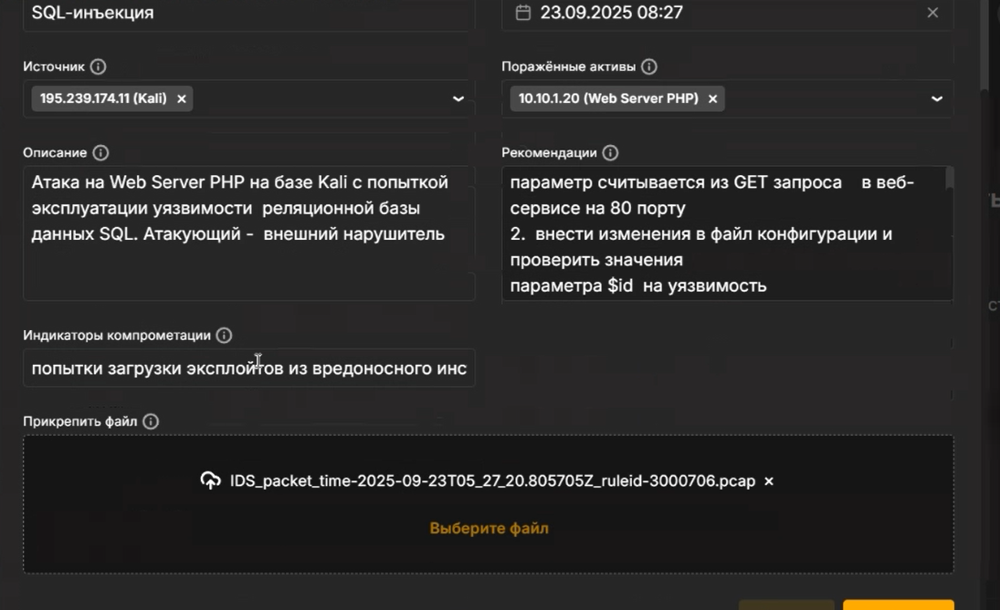 SQL-инъекция
23.09.2025 08:27
Источник
Поражённые активы
195.239.174.11 (Kali)
10.10.1.20 (Web Server PHP)
Описание
Рекомендации
Атака на Web Server PHP на базе Kali с попыткой
эксплуатации уязвимости реляционной базы
данных SQL. Атакующий - внешний нарушитель
параметр считывается из GET запроса в веб-
сервисе на 80 порту
2. внести изменения в файл конфигурации и
проверить значения
параметра $id на уязвимость
Индикаторы компрометации
попытки загрузки эксплойтов из вредоносного инс
Прикрепить файл
IDS_packet_time-2025-09-23T05_27_20.805705Z_ruleid-3000706.pcap
Выберите файл